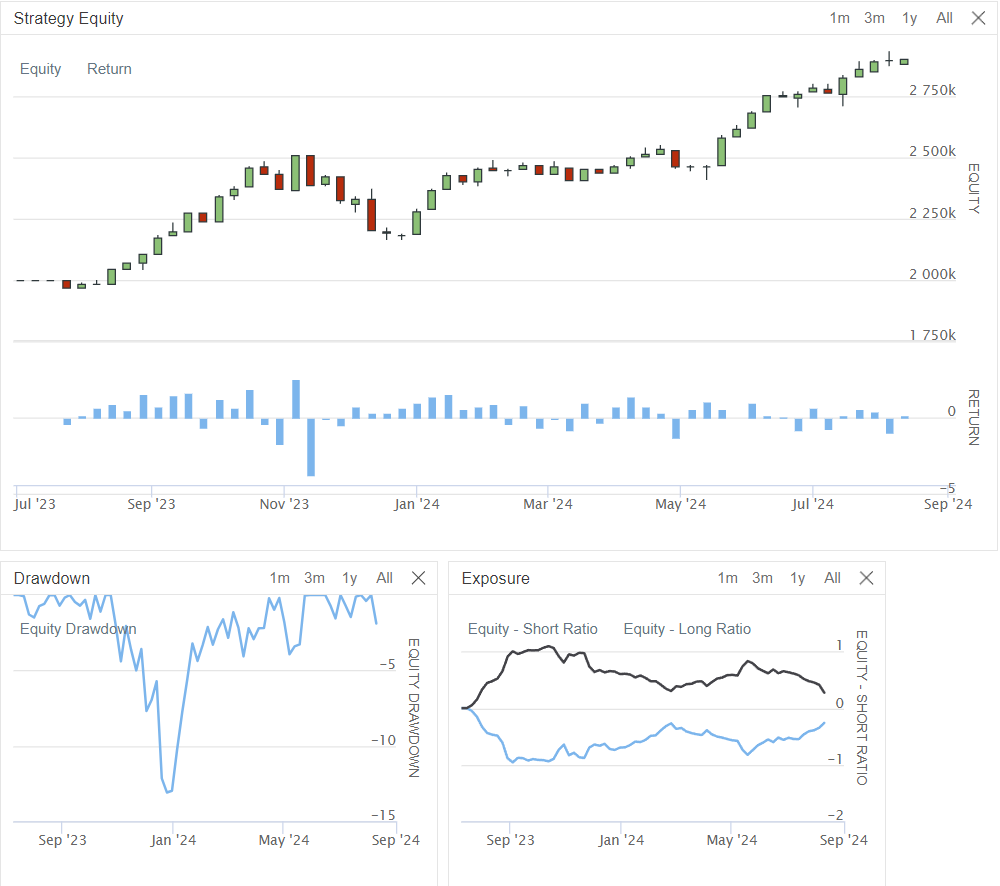 Strategy Equity 1m 3m 1y All
Equity Return
2 750k
2 500k
2 250k
2 000k
1 750k
EQUITY
0
−5
RETURN
Jul '23 Sep '23 Nov '23 Jan '24 Mar '24 May '24 Jul '24 Sep '24
Drawdown 1m 3m 1y All
Equity Drawdown
−5
−10
−15
EQUITY DRAWDOWN
Sep '23 Jan '24 May '24 Sep '24
Exposure 1m 3m 1y All
Equity - Short Ratio Equity - Long Ratio
1
0
−1
−2
EQUITY - SHORT RATIO
Sep '23 Jan '24 May '24 Sep '24